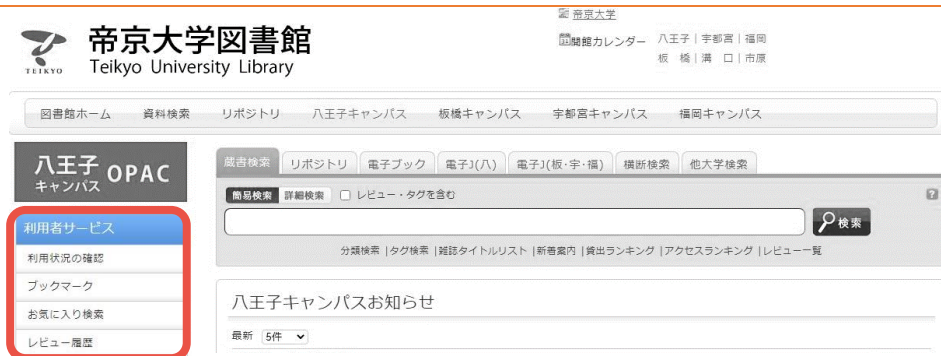 帝京大学
帝京大学図書館
Teikyo University Library
TEIKYO
開館カレンダー 八王子 | 宇都宮 | 福岡
板 橋 | 溝 口 | 市原
図書館ホーム 資料検索 リポジトリ 八王子キャンパス 板橋キャンパス 宇都宮キャンパス 福岡キャンパス
八王子キャンパス OPAC
蔵書検索 リポジトリ 電子ブック 電子J(八) 電子J(板・宇・福) 横断検索 他大学検索
簡易検索 詳細検索 レビュー・タグを含む
検索
分類検索 | タグ検索 | 雑誌タイトルリスト | 新着案内 | 貸出ランキング | アクセスランキング | レビュー一覧
利用者サービス
利用状況の確認
ブックマーク
お気に入り検索
レビュー履歴
八王子キャンパスお知らせ
最新 5件